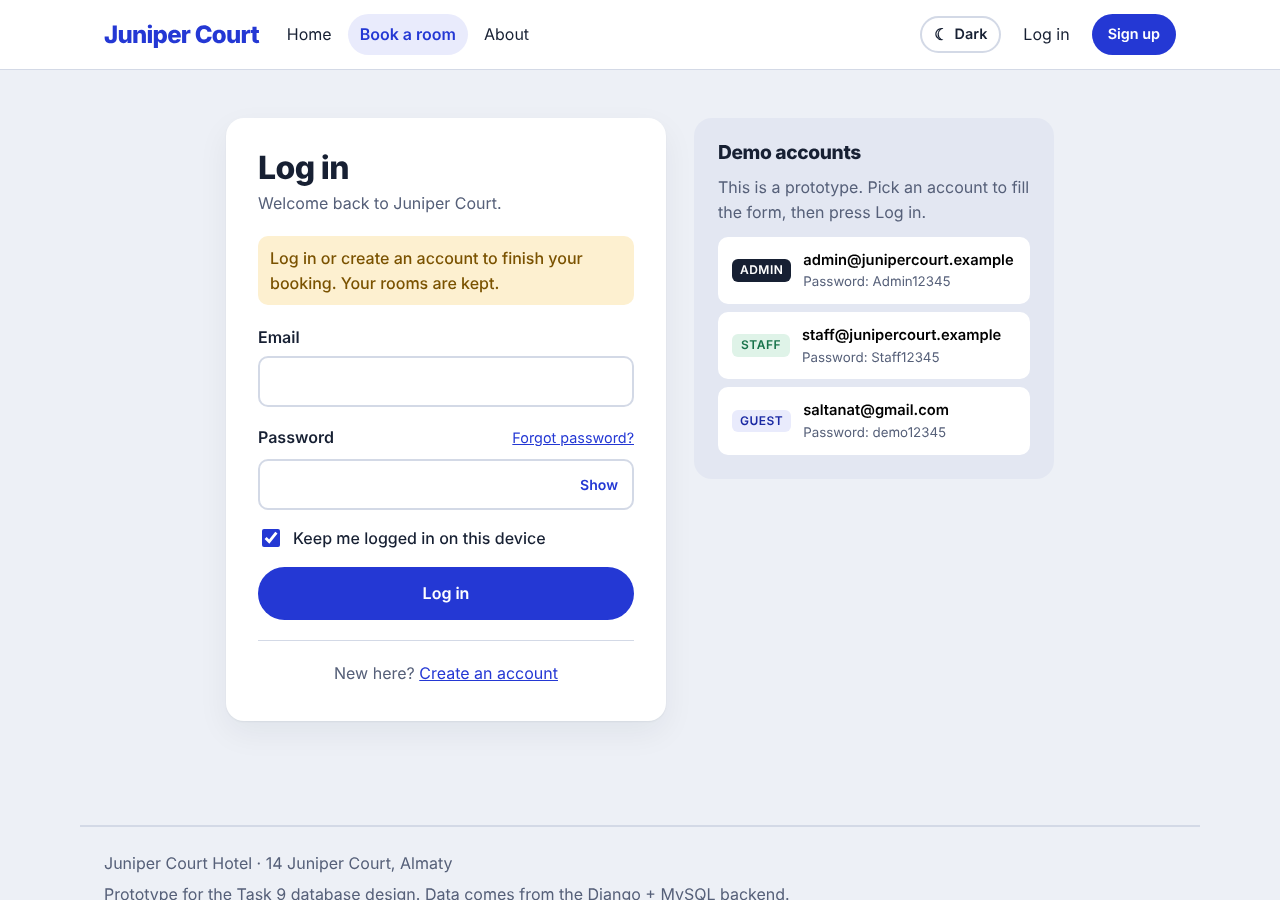 Juniper Court
Home
Book a room
About
☾ Dark
Log in
Sign up
Log in
Welcome back to Juniper Court.
Log in or create an account to finish your
booking. Your rooms are kept.
Email
Password
Forgot password?
Show
Keep me logged in on this device
Log in
New here? Create an account
Demo accounts
This is a prototype. Pick an account to fill
the form, then press Log in.
ADMIN
admin@junipercourt.example
Password: Admin12345
STAFF
staff@junipercourt.example
Password: Staff12345
GUEST
saltanat@gmail.com
Password: demo12345
Juniper Court Hotel · 14 Juniper Court, Almaty
Prototype for the Task 9 database design. Data comes from the Django + MySQL backend.